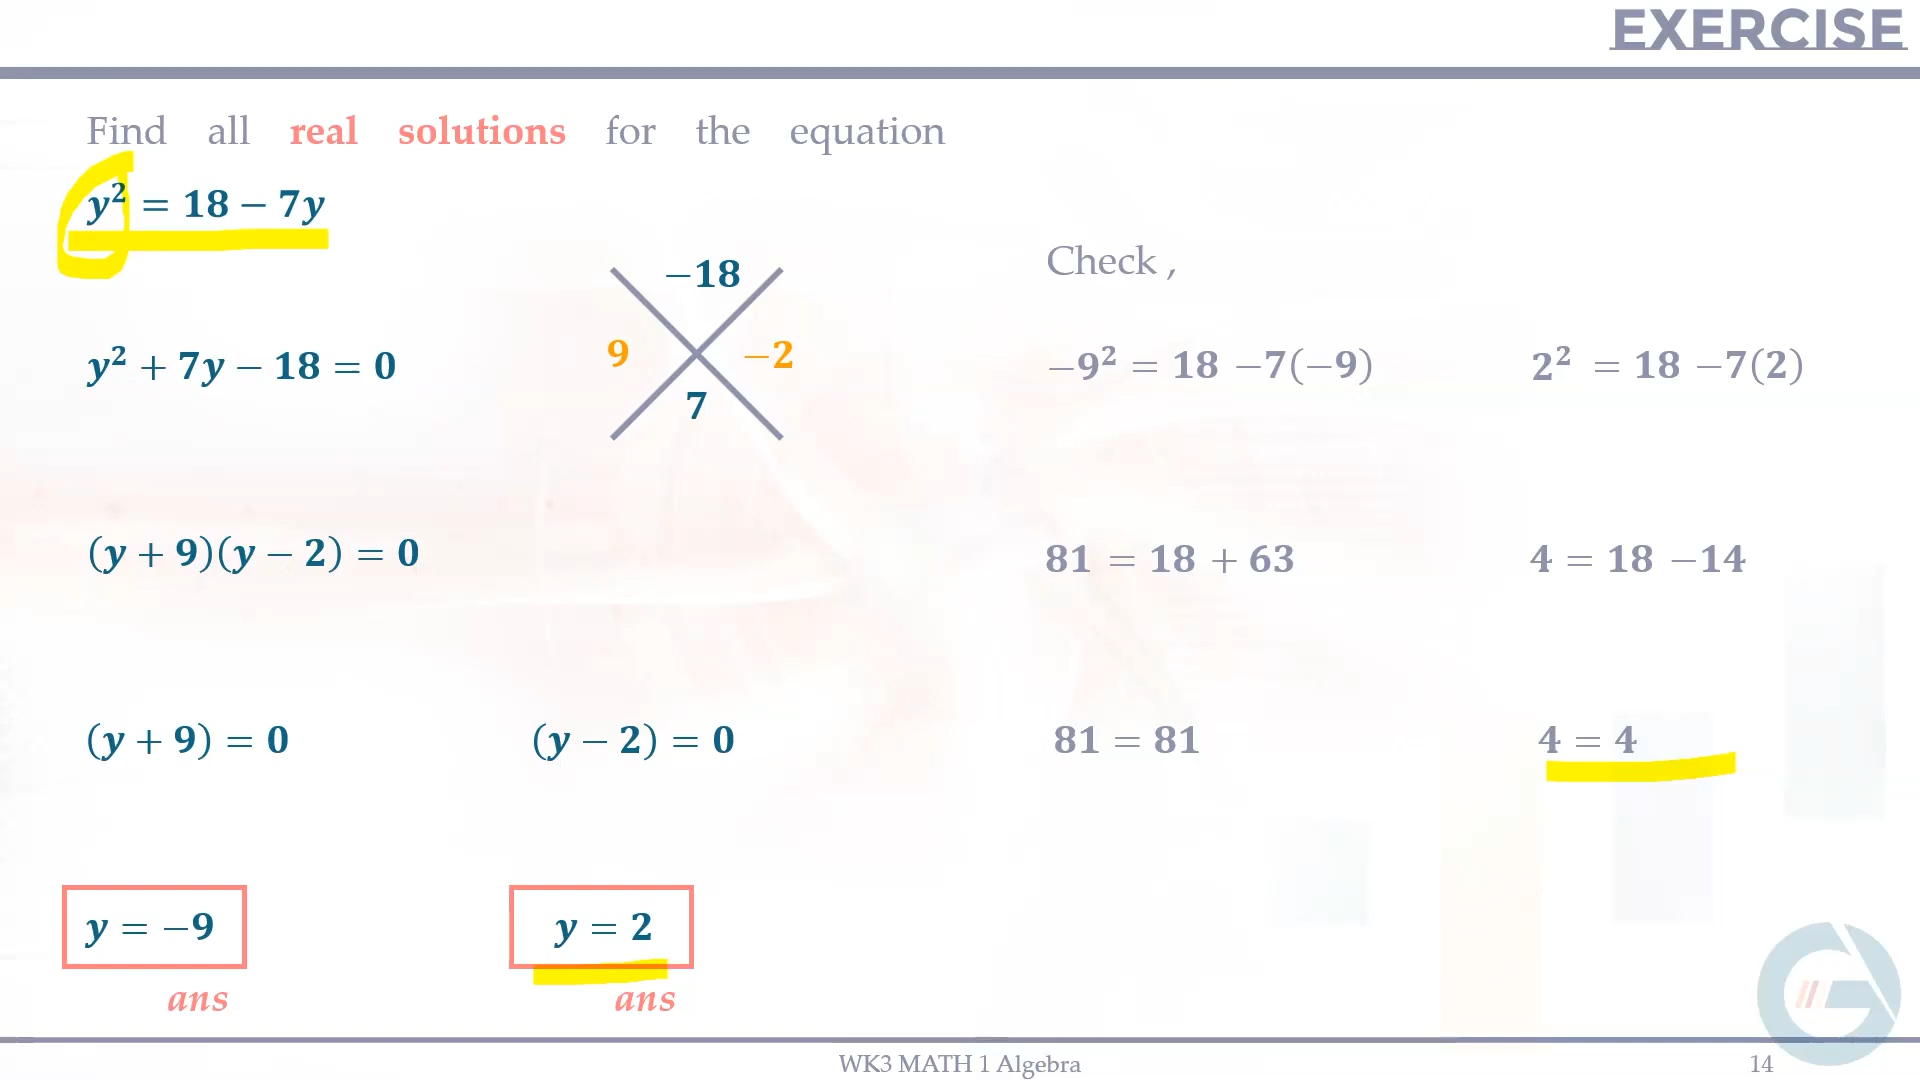 EXERCISE
Find all real solutions for the equation
y² = 18 − 7y
y² + 7y − 18 = 0
−18
9 −2
7
(y + 9)(y − 2) = 0
(y + 9) = 0 (y − 2) = 0
y = −9 y = 2
ans ans
Check ,
−9² = 18 −7(−9) 2² = 18 −7(2)
81 = 18 + 63 4 = 18 −14
81 = 81 4 = 4
WK3 MATH 1 Algebra 14